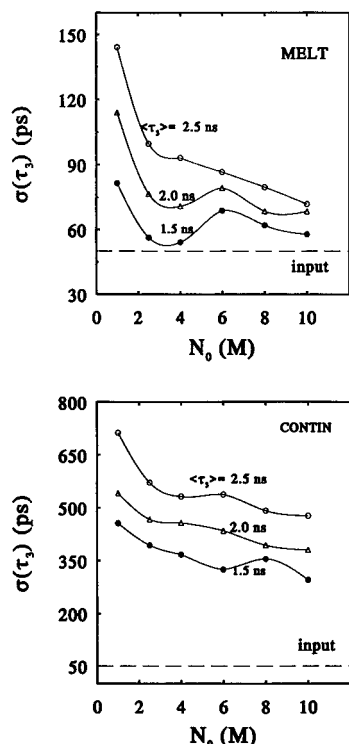 150
120
90
60
30
σ(τ₃) (ps)
MELT
<τ₃>= 2.5 ns
2.0 ns
1.5 ns
input
0 2 4 6 8 10
N₀ (M)
800
650
500
350
200
50
σ(τ₃) (ps)
CONTIN
<τ₃>= 2.5 ns
2.0 ns
1.5 ns
input
0 2 4 6 8 10
N₀ (M)